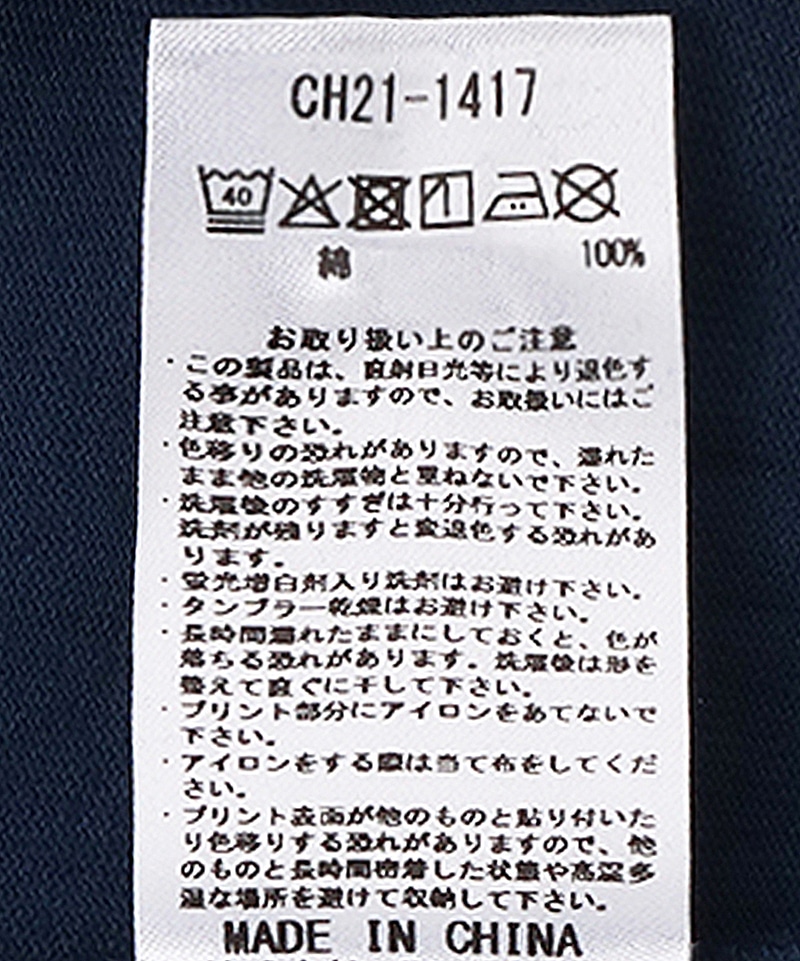 CH21-1417
40
綿 100%
お取り扱い上のご注意
・この製品は、直射日光等により退色す
る事がありますので、お取扱いにはご
注意下さい。
・色移りの恐れがありますので、濡れた
まま他の洗濯物と重ねないで下さい。
・洗濯後のすすぎは十分行って下さい。
洗剤が残りますと変退色する恐れがあ
ります。
・蛍光増白剤入り洗剤はお避け下さい。
・タンブラー乾燥はお避け下さい。
・長時間濡れたままにしておくと、色が
落ちる恐れがあります。洗濯後は形を
整えて直ぐに干して下さい。
・プリント部分にアイロンをあてないで
下さい。
・アイロンをする際は当て布をしてくだ
さい。
・プリント表面が他のものと貼り付いた
り色移りする恐れがありますので、他
のものと長時間密着した状態や高温多
湿な場所を避けて収納して下さい。
MADE IN CHINA